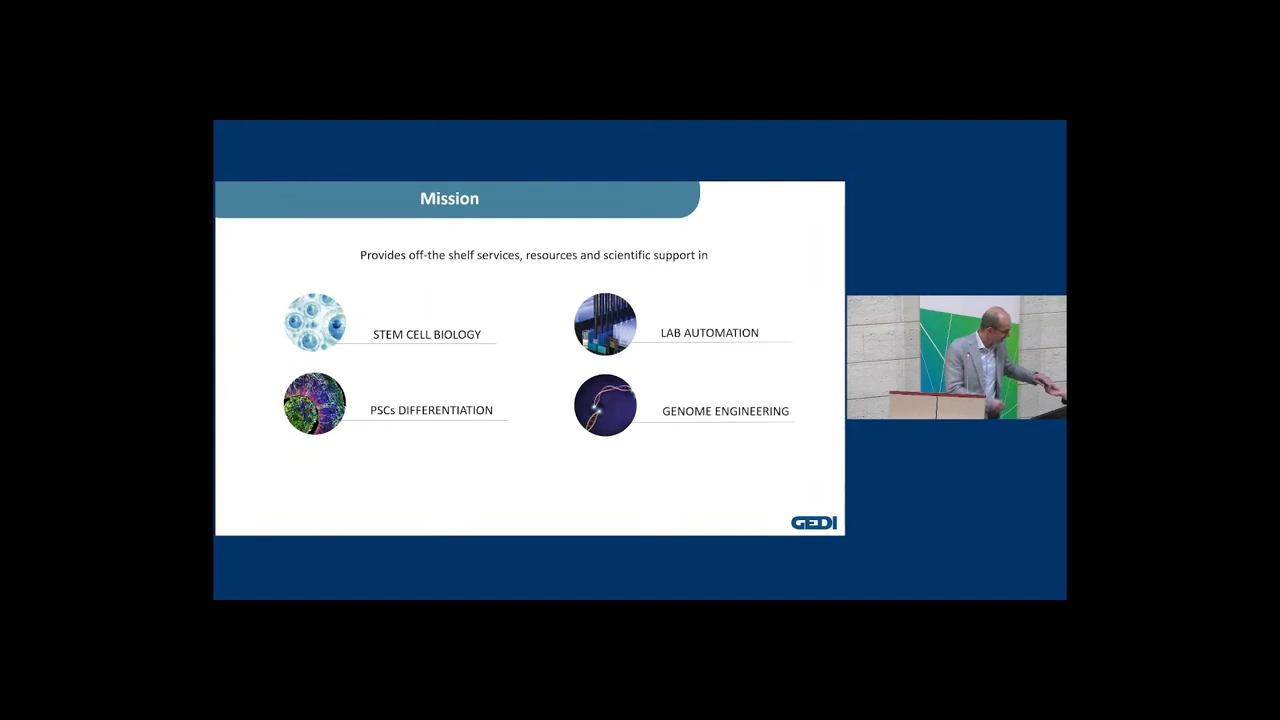 Mission
Provides off-the shelf services, resources and scientific support in
STEM CELL BIOLOGY
LAB AUTOMATION
PSCs DIFFERENTIATION
GENOME ENGINEERING
GEDI